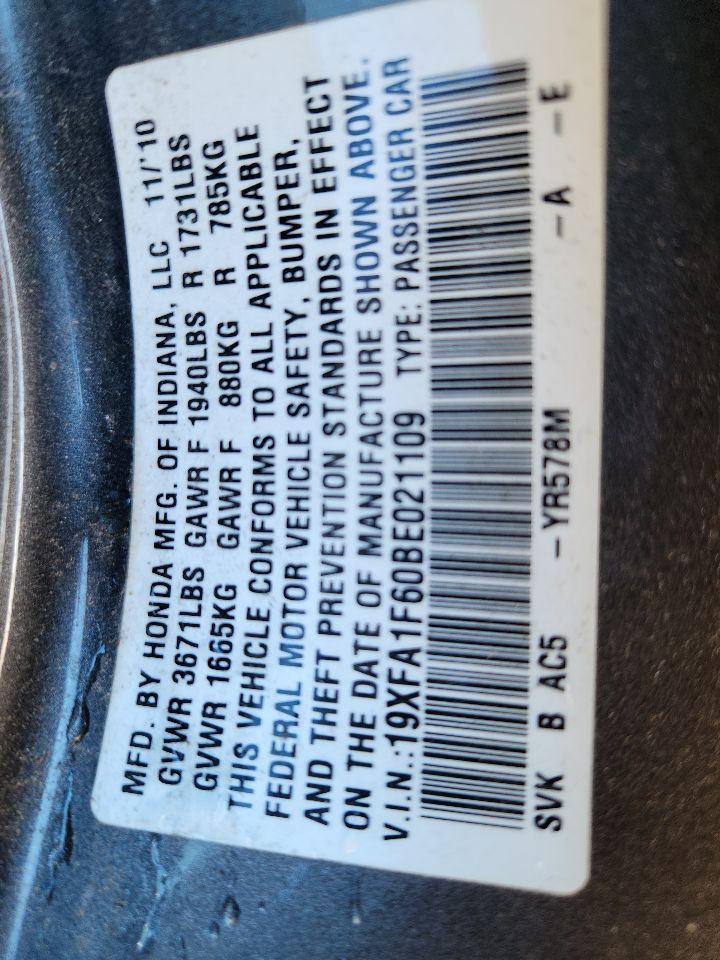 MFD. BY HONDA MFG. OF INDIANA, LLC 11/'10
GVWR 3671LBS GAWR F 1940LBS R 1731LBS
GVWR 1665KG GAWR F 880KG R 785KG
THIS VEHICLE CONFORMS TO ALL APPLICABLE
FEDERAL MOTOR VEHICLE SAFETY, BUMPER,
AND THEFT PREVENTION STANDARDS IN EFFECT
ON THE DATE OF MANUFACTURE SHOWN ABOVE.
V.I.N.:19XFA1F60BE021109 TYPE: PASSENGER CAR
SVK B AC5 -YR578M -A -E